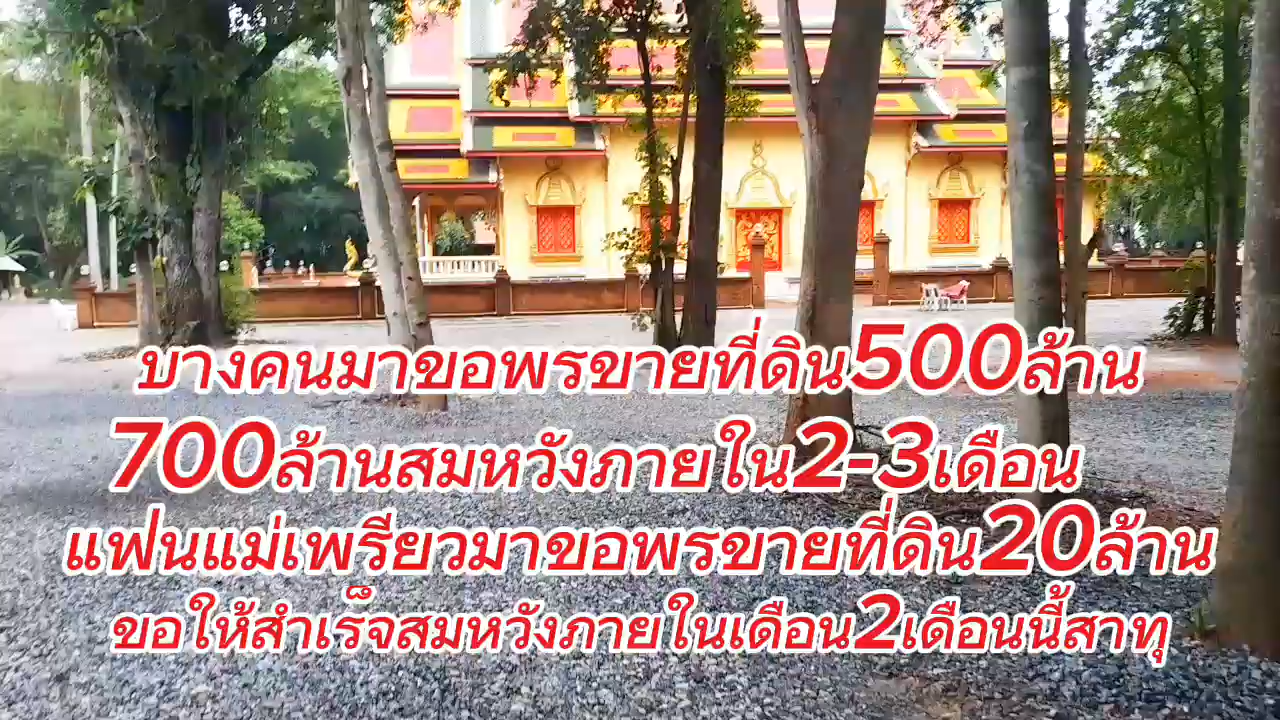 บางคนมาขอพรขายที่ดิน500ล้าน
700ล้านสมหวังภายใน2-3เดือน
แฟนแม่เพรียวมาขอพรขายที่ดิน20ล้าน
ขอให้สำเร็จสมหวังภายในเดือน2เดือนนี้สาทุ